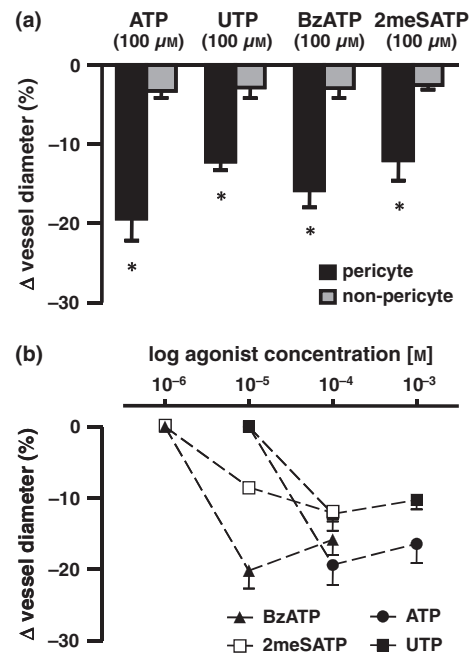 (a) ATP UTP BzATP 2meSATP
(100 µM) (100 µM) (100 µM) (100 µM)
Δ vessel diameter (%)
0
−10
−20
−30
* * * *
pericyte
non-pericyte
(b) log agonist concentration [M]
10⁻⁶ 10⁻⁵ 10⁻⁴ 10⁻³
Δ vessel diameter (%)
0
−10
−20
−30
BzATP ATP
2meSATP UTP